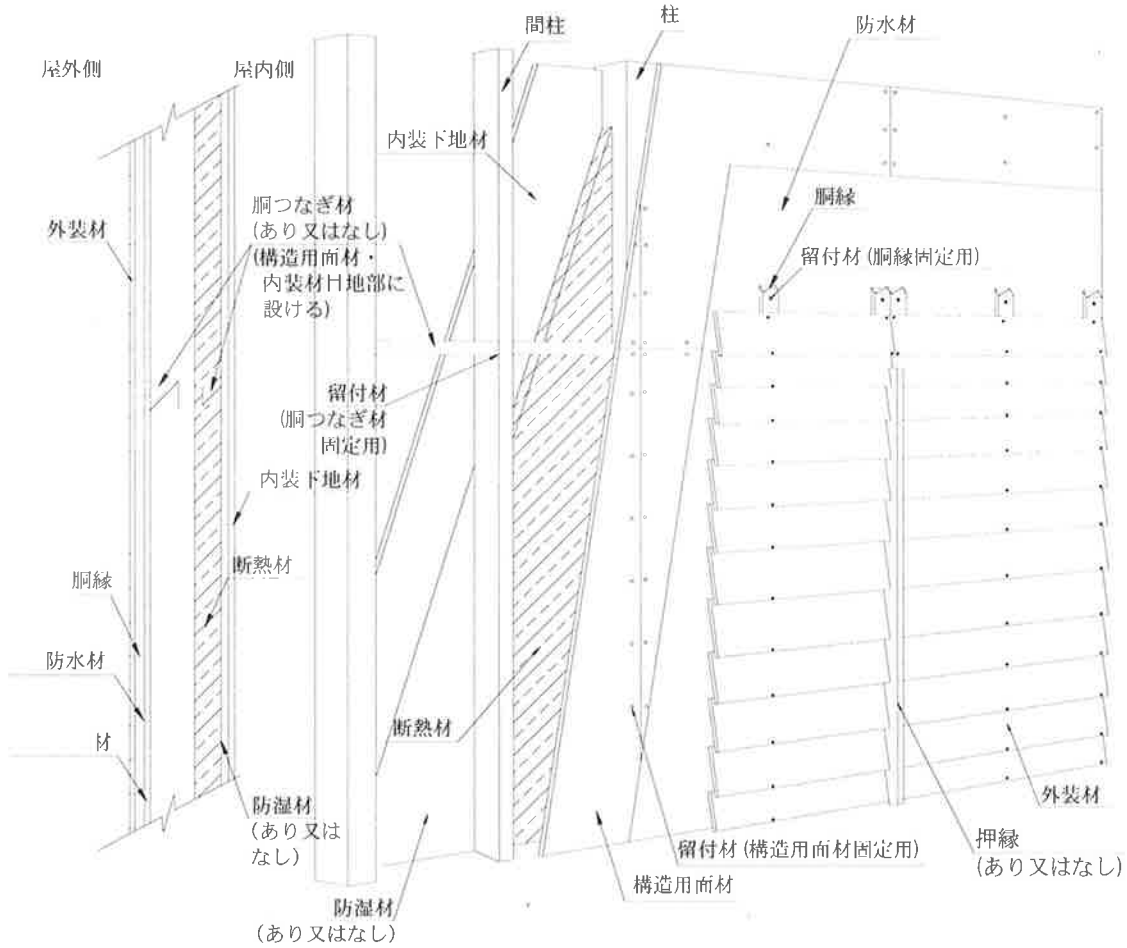 屋外側
屋内側
間柱
柱
防水材
内装下地材
胴縁
外装材
胴つなぎ材
(あり又はなし)
(構造用面材・
内装材H地部に
設ける)
留付材(胴縁固定用)
留付材
(胴つなぎ材
固定用)
内装下地材
断熱材
胴縁
防水材
材
断熱材
防湿材
(あり又は
なし)
防湿材
(あり又はなし)
留付材(構造用面材固定用)
構造用面材
外装材
押縁
(あり又はなし)